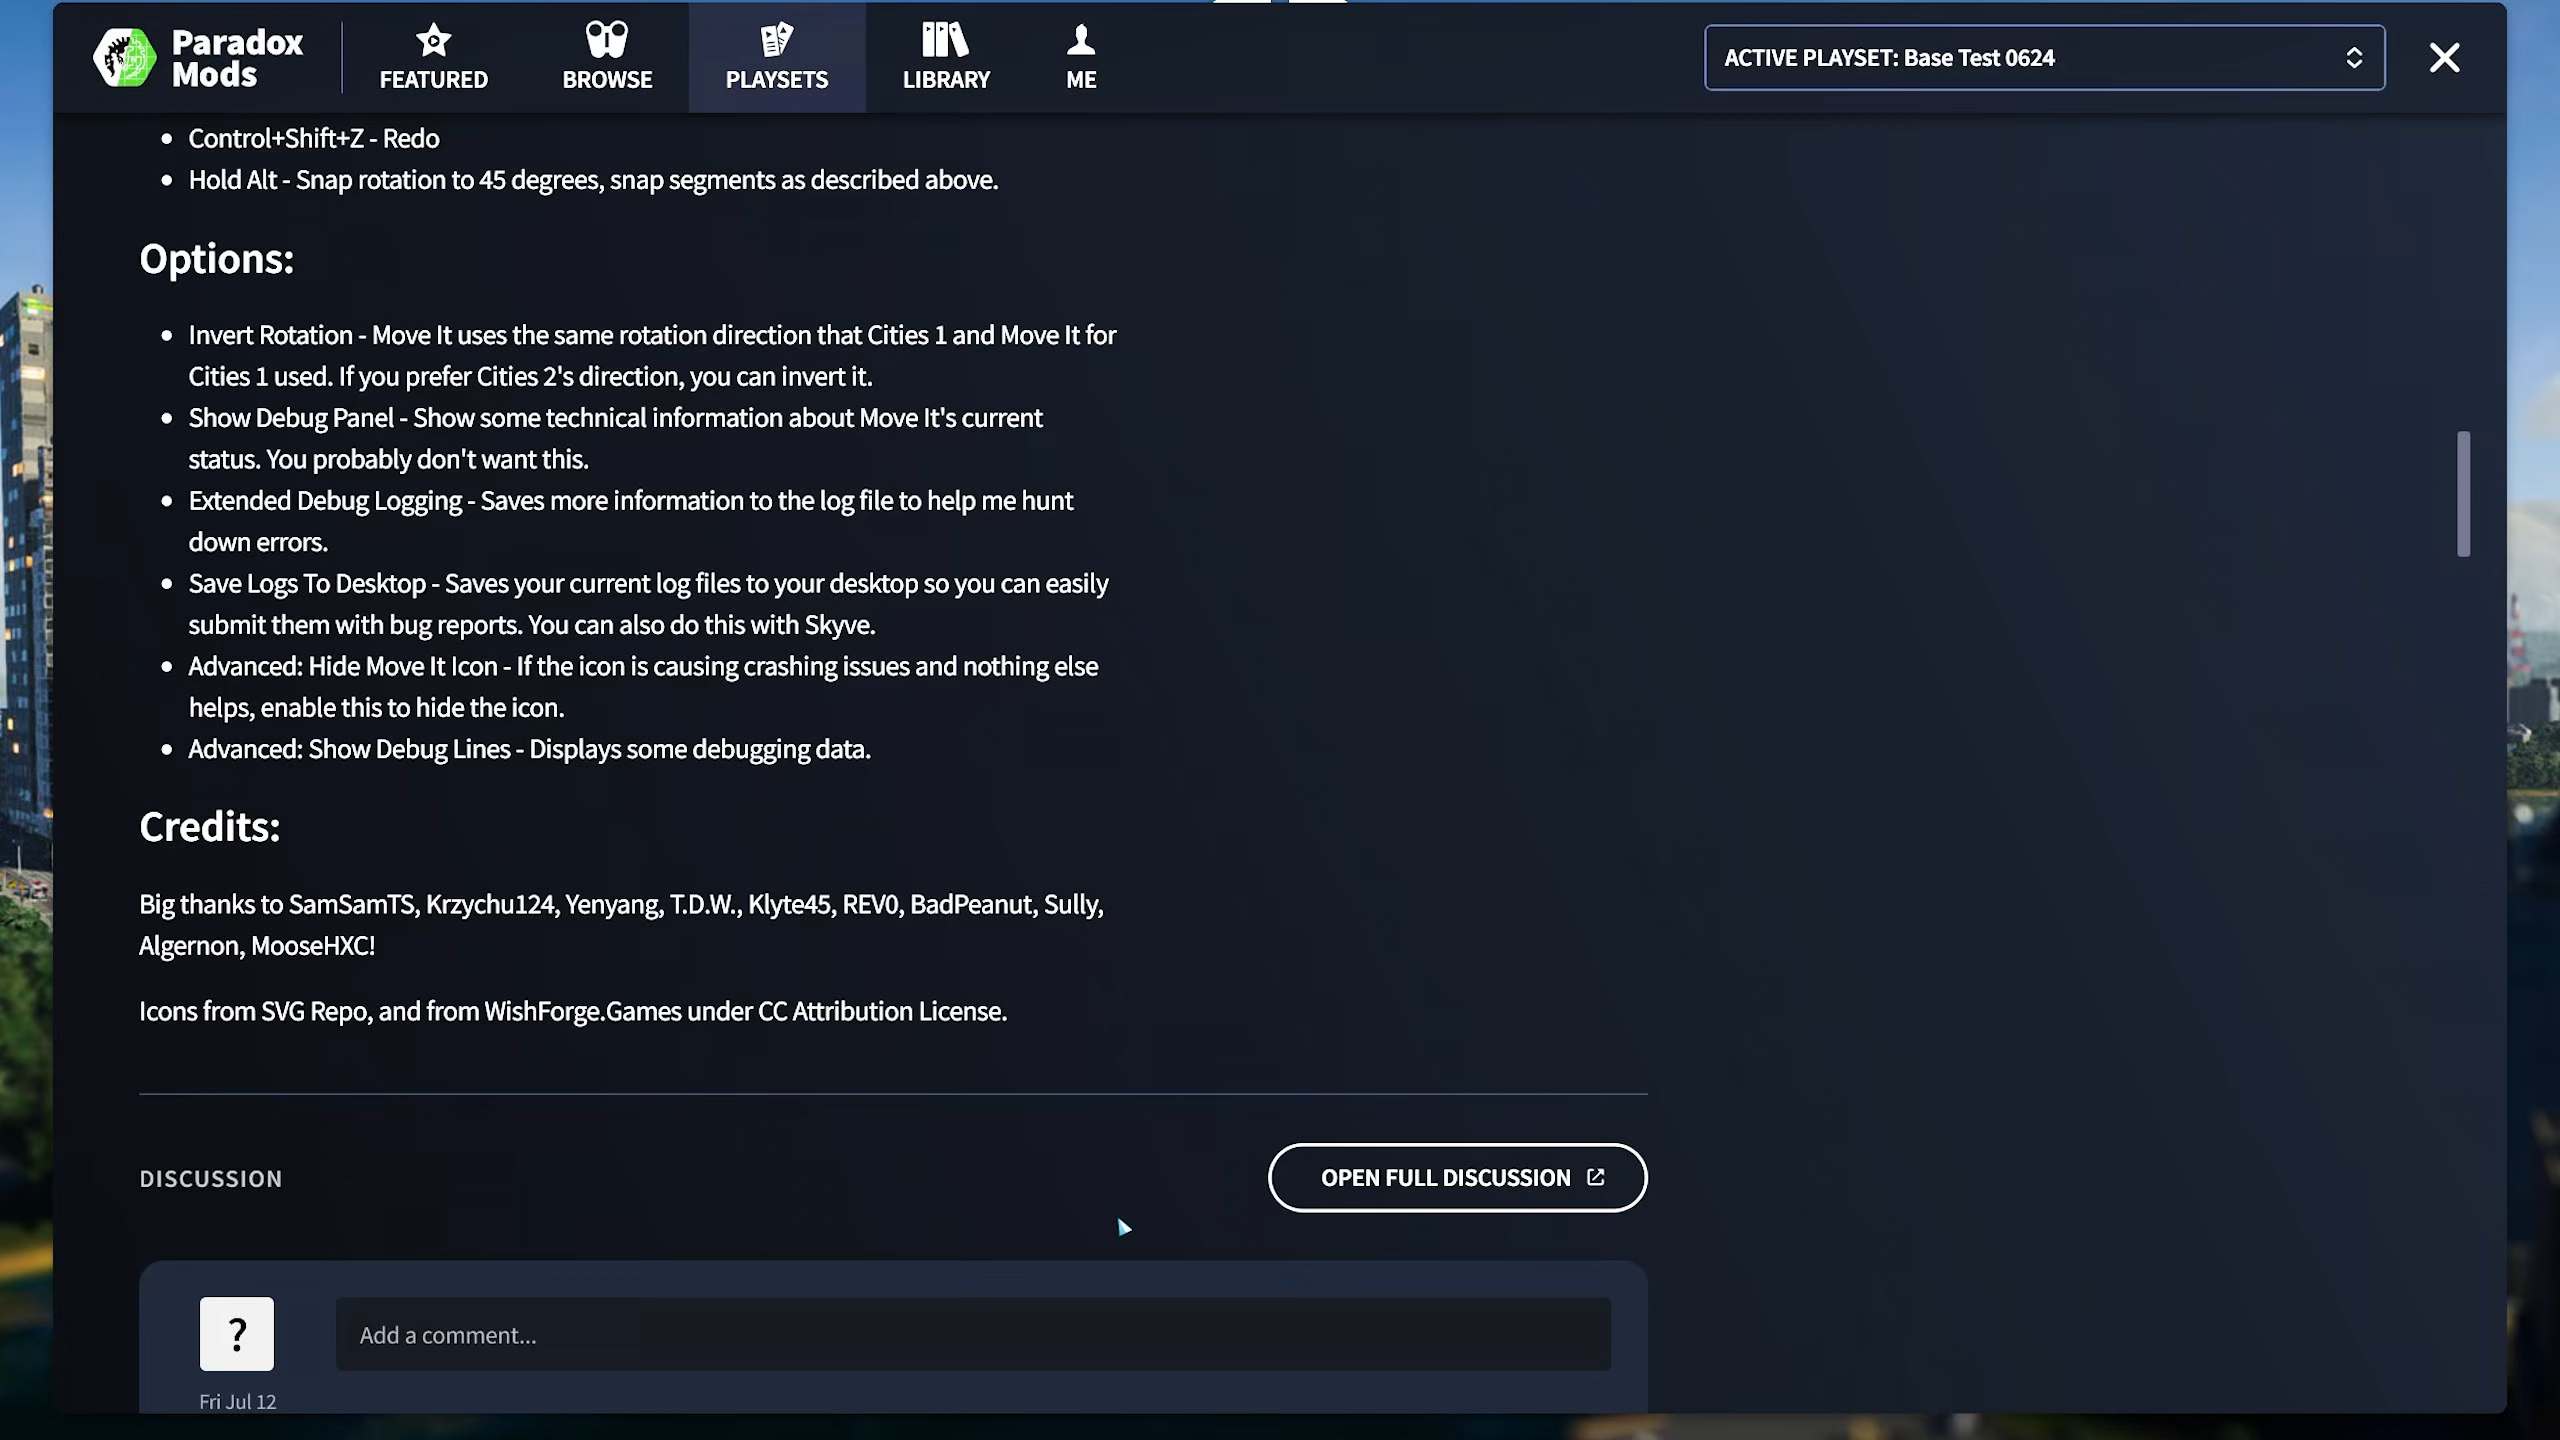 Paradox
Mods
FEATURED
BROWSE
PLAYSETS
LIBRARY
ME
ACTIVE PLAYSET: Base Test 0624
• Control+Shift+Z - Redo
• Hold Alt - Snap rotation to 45 degrees, snap segments as described above.
Options:
• Invert Rotation - Move It uses the same rotation direction that Cities 1 and Move It for
Cities 1 used. If you prefer Cities 2's direction, you can invert it.
• Show Debug Panel - Show some technical information about Move It's current
status. You probably don't want this.
• Extended Debug Logging - Saves more information to the log file to help me hunt
down errors.
• Save Logs To Desktop - Saves your current log files to your desktop so you can easily
submit them with bug reports. You can also do this with Skyve.
• Advanced: Hide Move It Icon - If the icon is causing crashing issues and nothing else
helps, enable this to hide the icon.
• Advanced: Show Debug Lines - Displays some debugging data.
Credits:
Big thanks to SamSamTS, Krzychu124, Yenyang, T.D.W., Klyte45, REV0, BadPeanut, Sully,
Algernon, MooseHXC!
Icons from SVG Repo, and from WishForge.Games under CC Attribution License.
DISCUSSION
OPEN FULL DISCUSSION
?
Add a comment...
Fri Jul 12